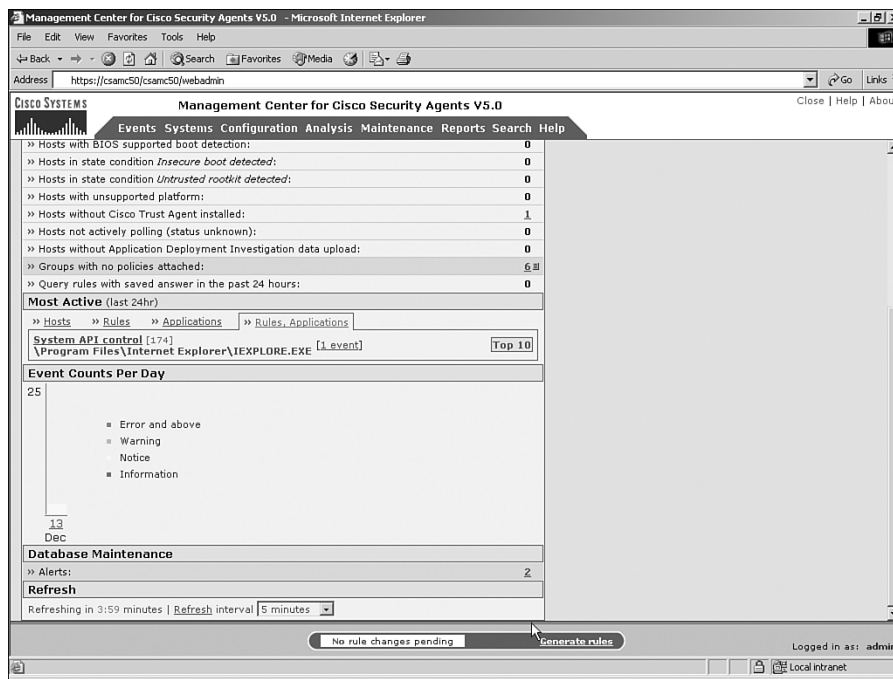 Management Center for Cisco Security Agents V5.0 - Microsoft Internet Explorer
File Edit View Favorites Tools Help
Back Search Favorites Media
Address https://csamc50/csamc50/webadmin Go Links
CISCO SYSTEMS Management Center for Cisco Security Agents V5.0 Close | Help | Abou
Events Systems Configuration Analysis Maintenance Reports Search Help
» Hosts with BIOS supported boot detection: 0
» Hosts in state condition Insecure boot detected: 0
» Hosts in state condition Untrusted rootkit detected: 0
» Hosts with unsupported platform: 0
» Hosts without Cisco Trust Agent installed: 1
» Hosts not actively polling (status unknown): 0
» Hosts without Application Deployment Investigation data upload: 0
» Groups with no policies attached: 6
» Query rules with saved answer in the past 24 hours: 0
Most Active (last 24hr)
» Hosts » Rules » Applications » Rules, Applications
System API control [174]
\Program Files\Internet Explorer\IEXPLORE.EXE [1 event] Top 10
Event Counts Per Day
25
Error and above
Warning
Notice
Information
13
Dec
Database Maintenance
» Alerts: 2
Refresh
Refreshing in 3:59 minutes | Refresh interval 5 minutes
No rule changes pending Generate rules
Logged in as: admin
Local intranet